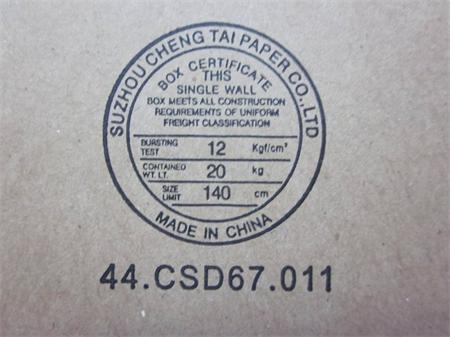 SUZHOU CHENG TAI PAPER CO.,LTD
BOX CERTIFICATE
THIS
SINGLE WALL
BOX MEETS ALL CONSTRUCTION
REQUIREMENTS OF UNIFORM
FREIGHT CLASSIFICATION
BURSTING TEST 12 Kgf/cm²
CONTAINED WT. LT. 20 kg
SIZE LIMIT 140 cm
MADE IN CHINA
44.CSD67.011